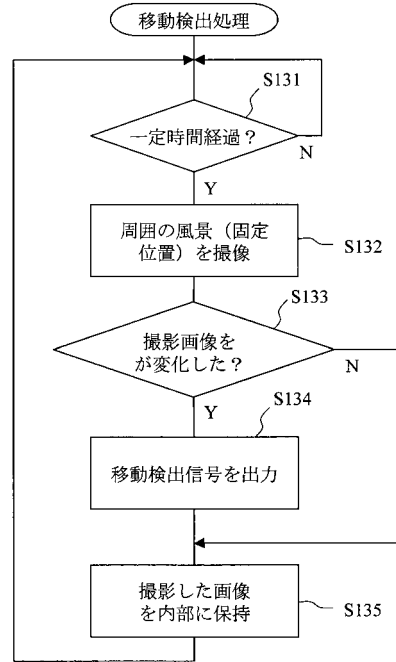 移動検出処理
S131
一定時間経過？
N
Y
周囲の風景（固定
位置）を撮像
S132
S133
撮影画像を
が変化した？
N
Y
S134
移動検出信号を出力
撮影した画像
を内部に保持
S135